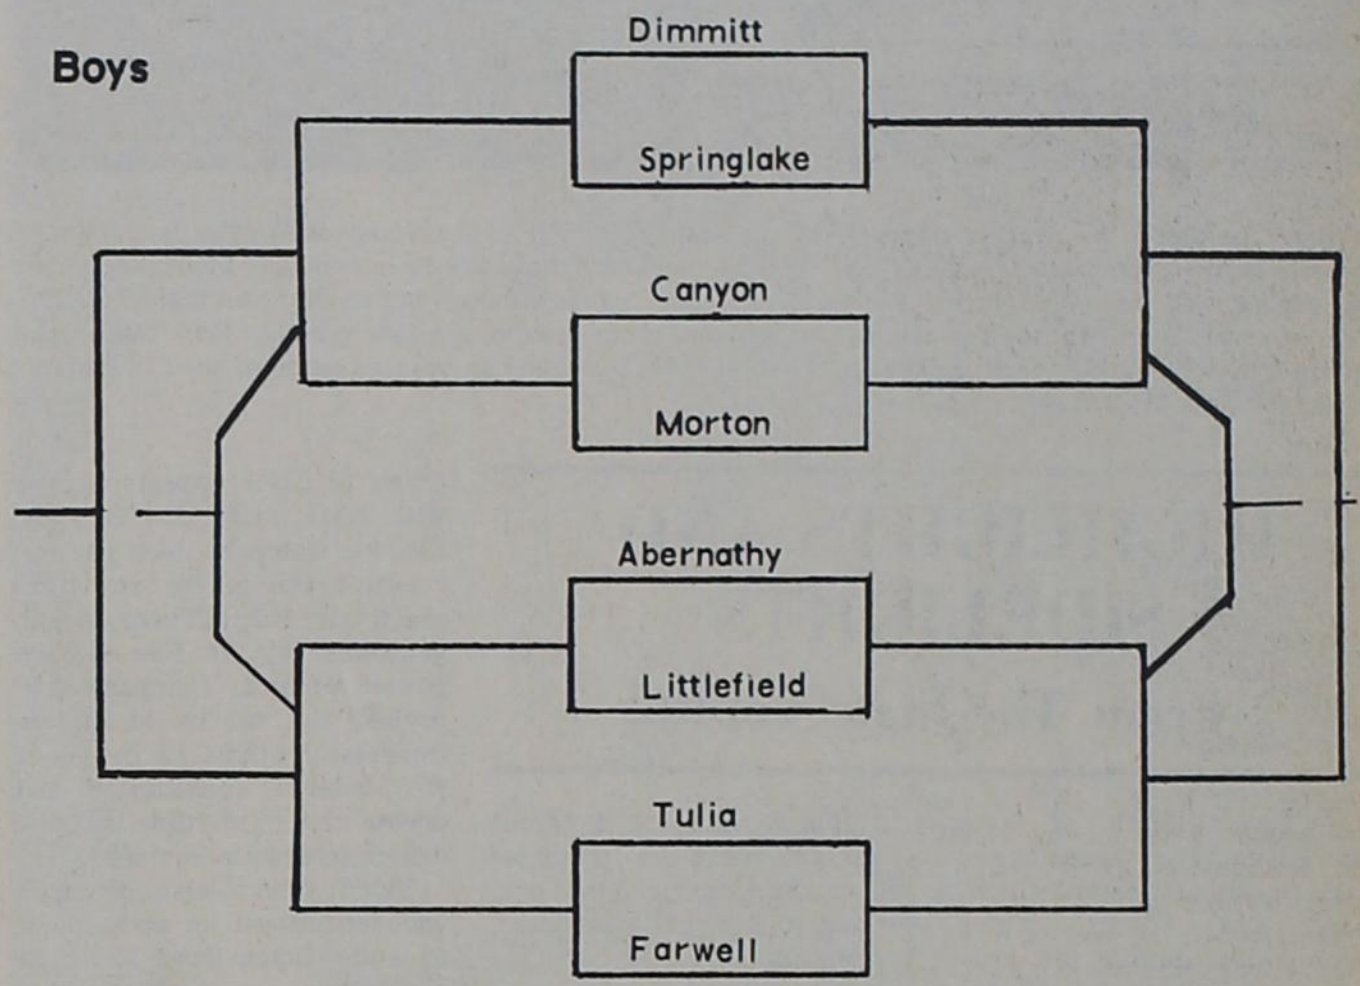 Boys
Dimmitt
Springlake
Canyon
Morton
Abernathy
Littlefield
Tulia
Farwell